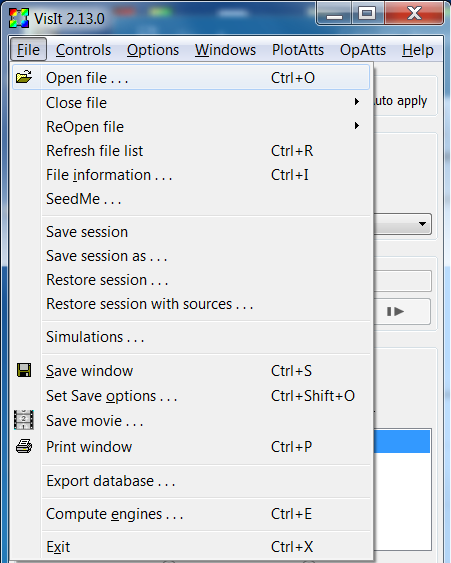 VisIt 2.13.0
File Controls Options Windows PlotAtts OpAtts Help
Open file . . . Ctrl+O
Close file
uto apply
ReOpen file
Refresh file list Ctrl+R
File information . . . Ctrl+I
SeedMe . . .
Save session
Save session as . . .
Restore session . . .
Restore session with sources . . .
Simulations . . .
Save window Ctrl+S
Set Save options . . . Ctrl+Shift+O
Save movie . . .
Print window Ctrl+P
Export database . . .
Compute engines . . . Ctrl+E
Exit Ctrl+X